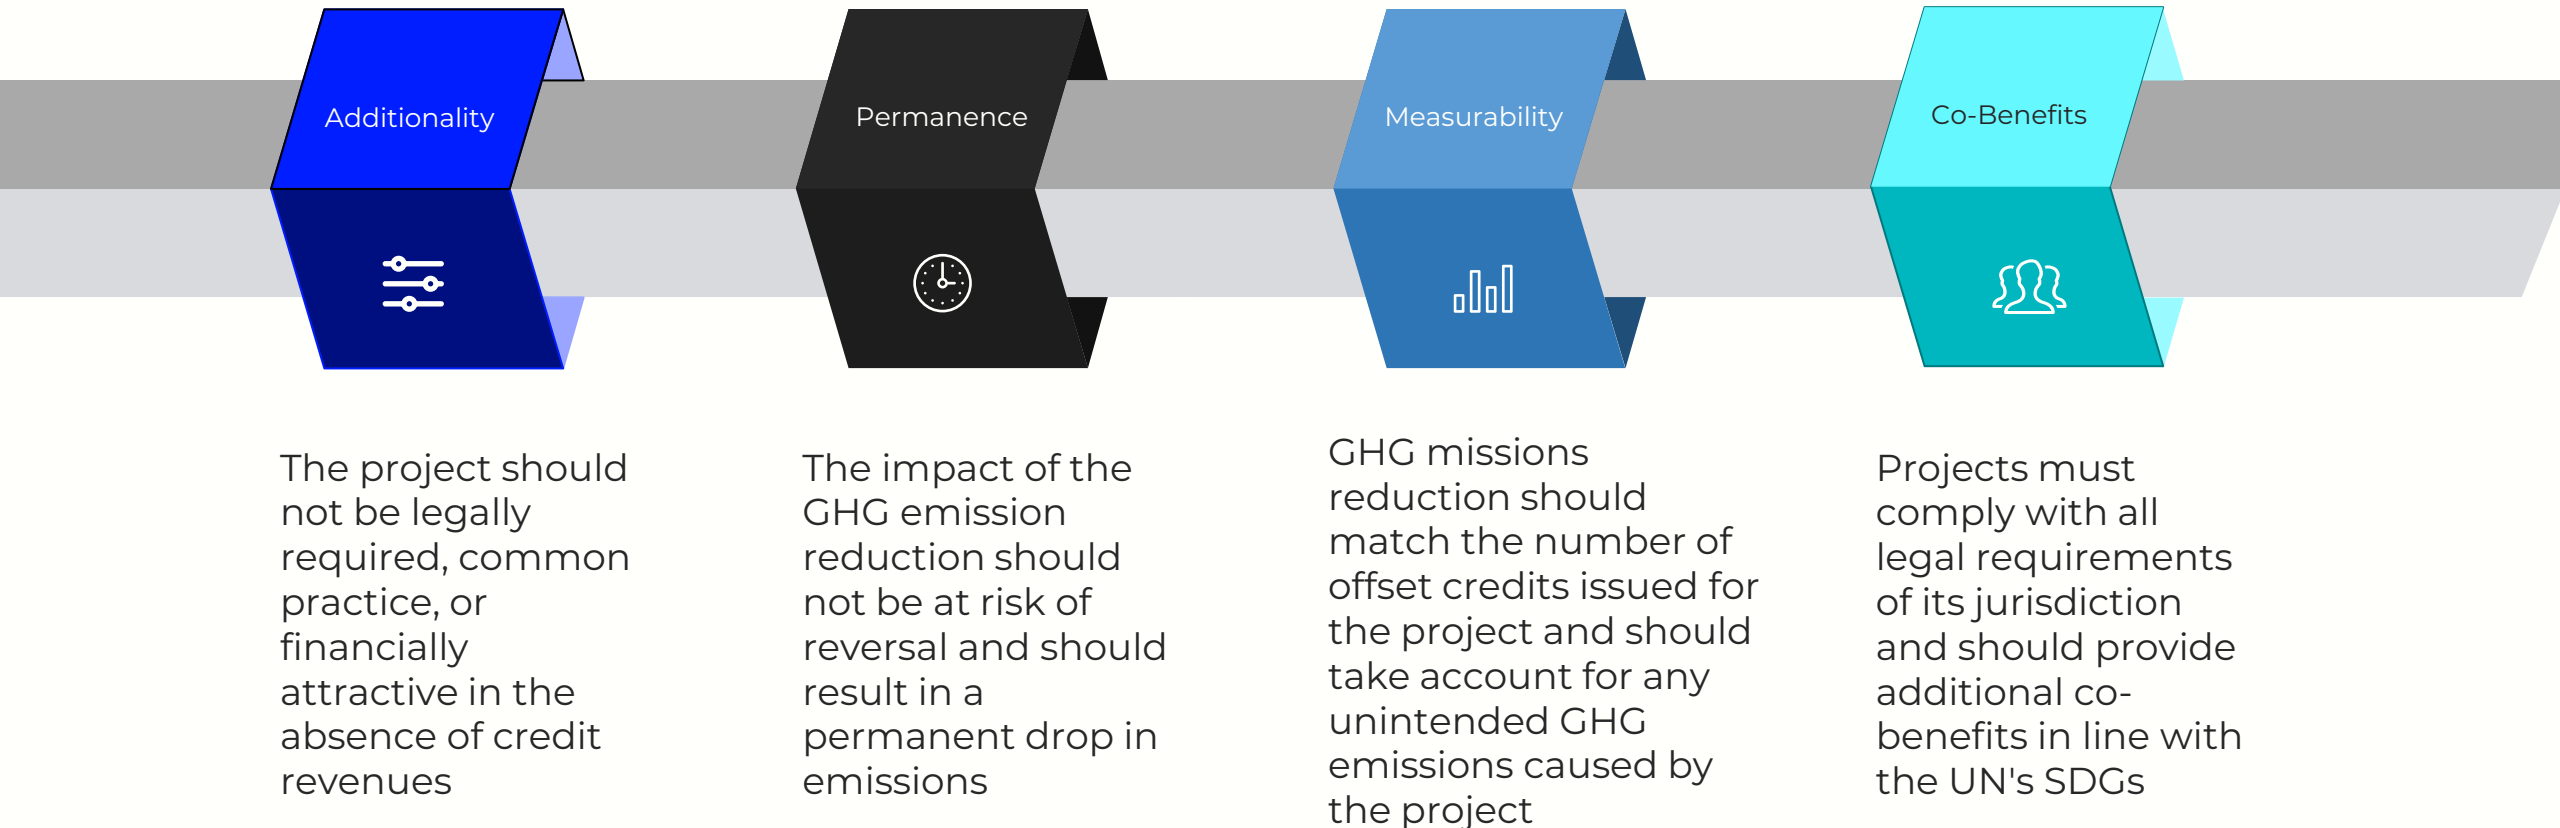 Additionality
Permanence
Measurability
Co-Benefits
The project should
not be legally
required, common
practice, or
financially
attractive in the
absence of credit
revenues
The impact of the
GHG emission
reduction should
not be at risk of
reversal and should
result in a
permanent drop in
emissions
GHG missions
reduction should
match the number of
offset credits issued for
the project and should
take account for any
unintended GHG
emissions caused by
the project
Projects must
comply with all
legal requirements
of its jurisdiction
and should provide
additional co-
benefits in line with
the UN's SDGs